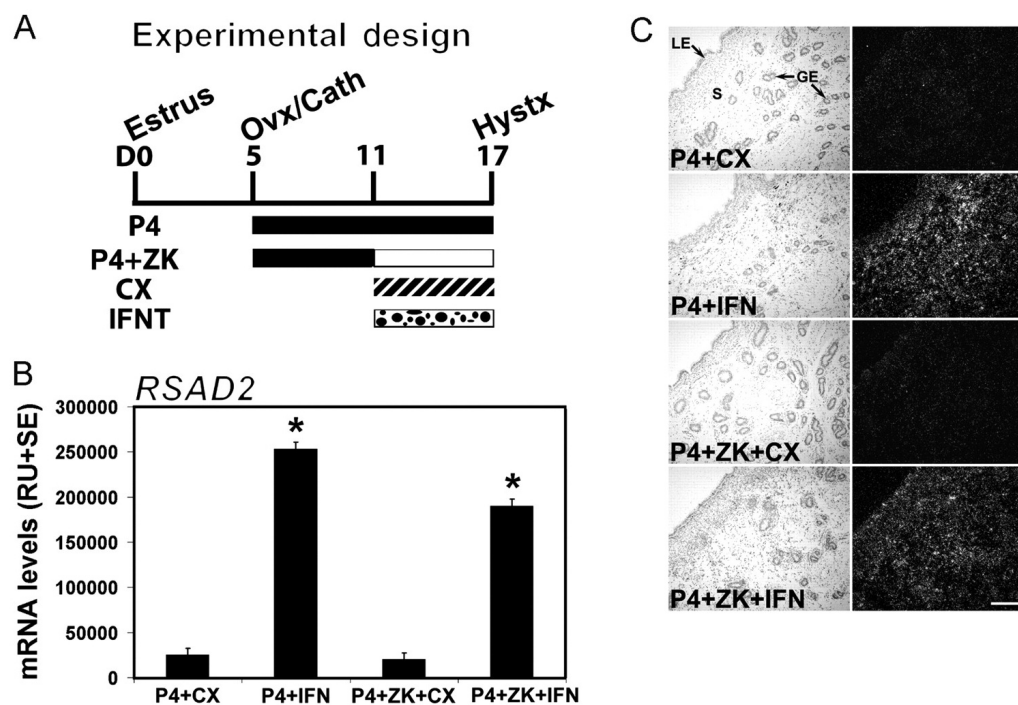 A
Experimental design
Estrus
Ovx/Cath
Hystx
D0 5 11 17
P4
P4+ZK
CX
IFNT
B
RSAD2
mRNA levels (RU+SE)
300000
250000
200000
150000
100000
50000
0
*
*
P4+CX P4+IFN P4+ZK+CX P4+ZK+IFN
C
LE
GE
S
P4+CX
P4+IFN
P4+ZK+CX
P4+ZK+IFN